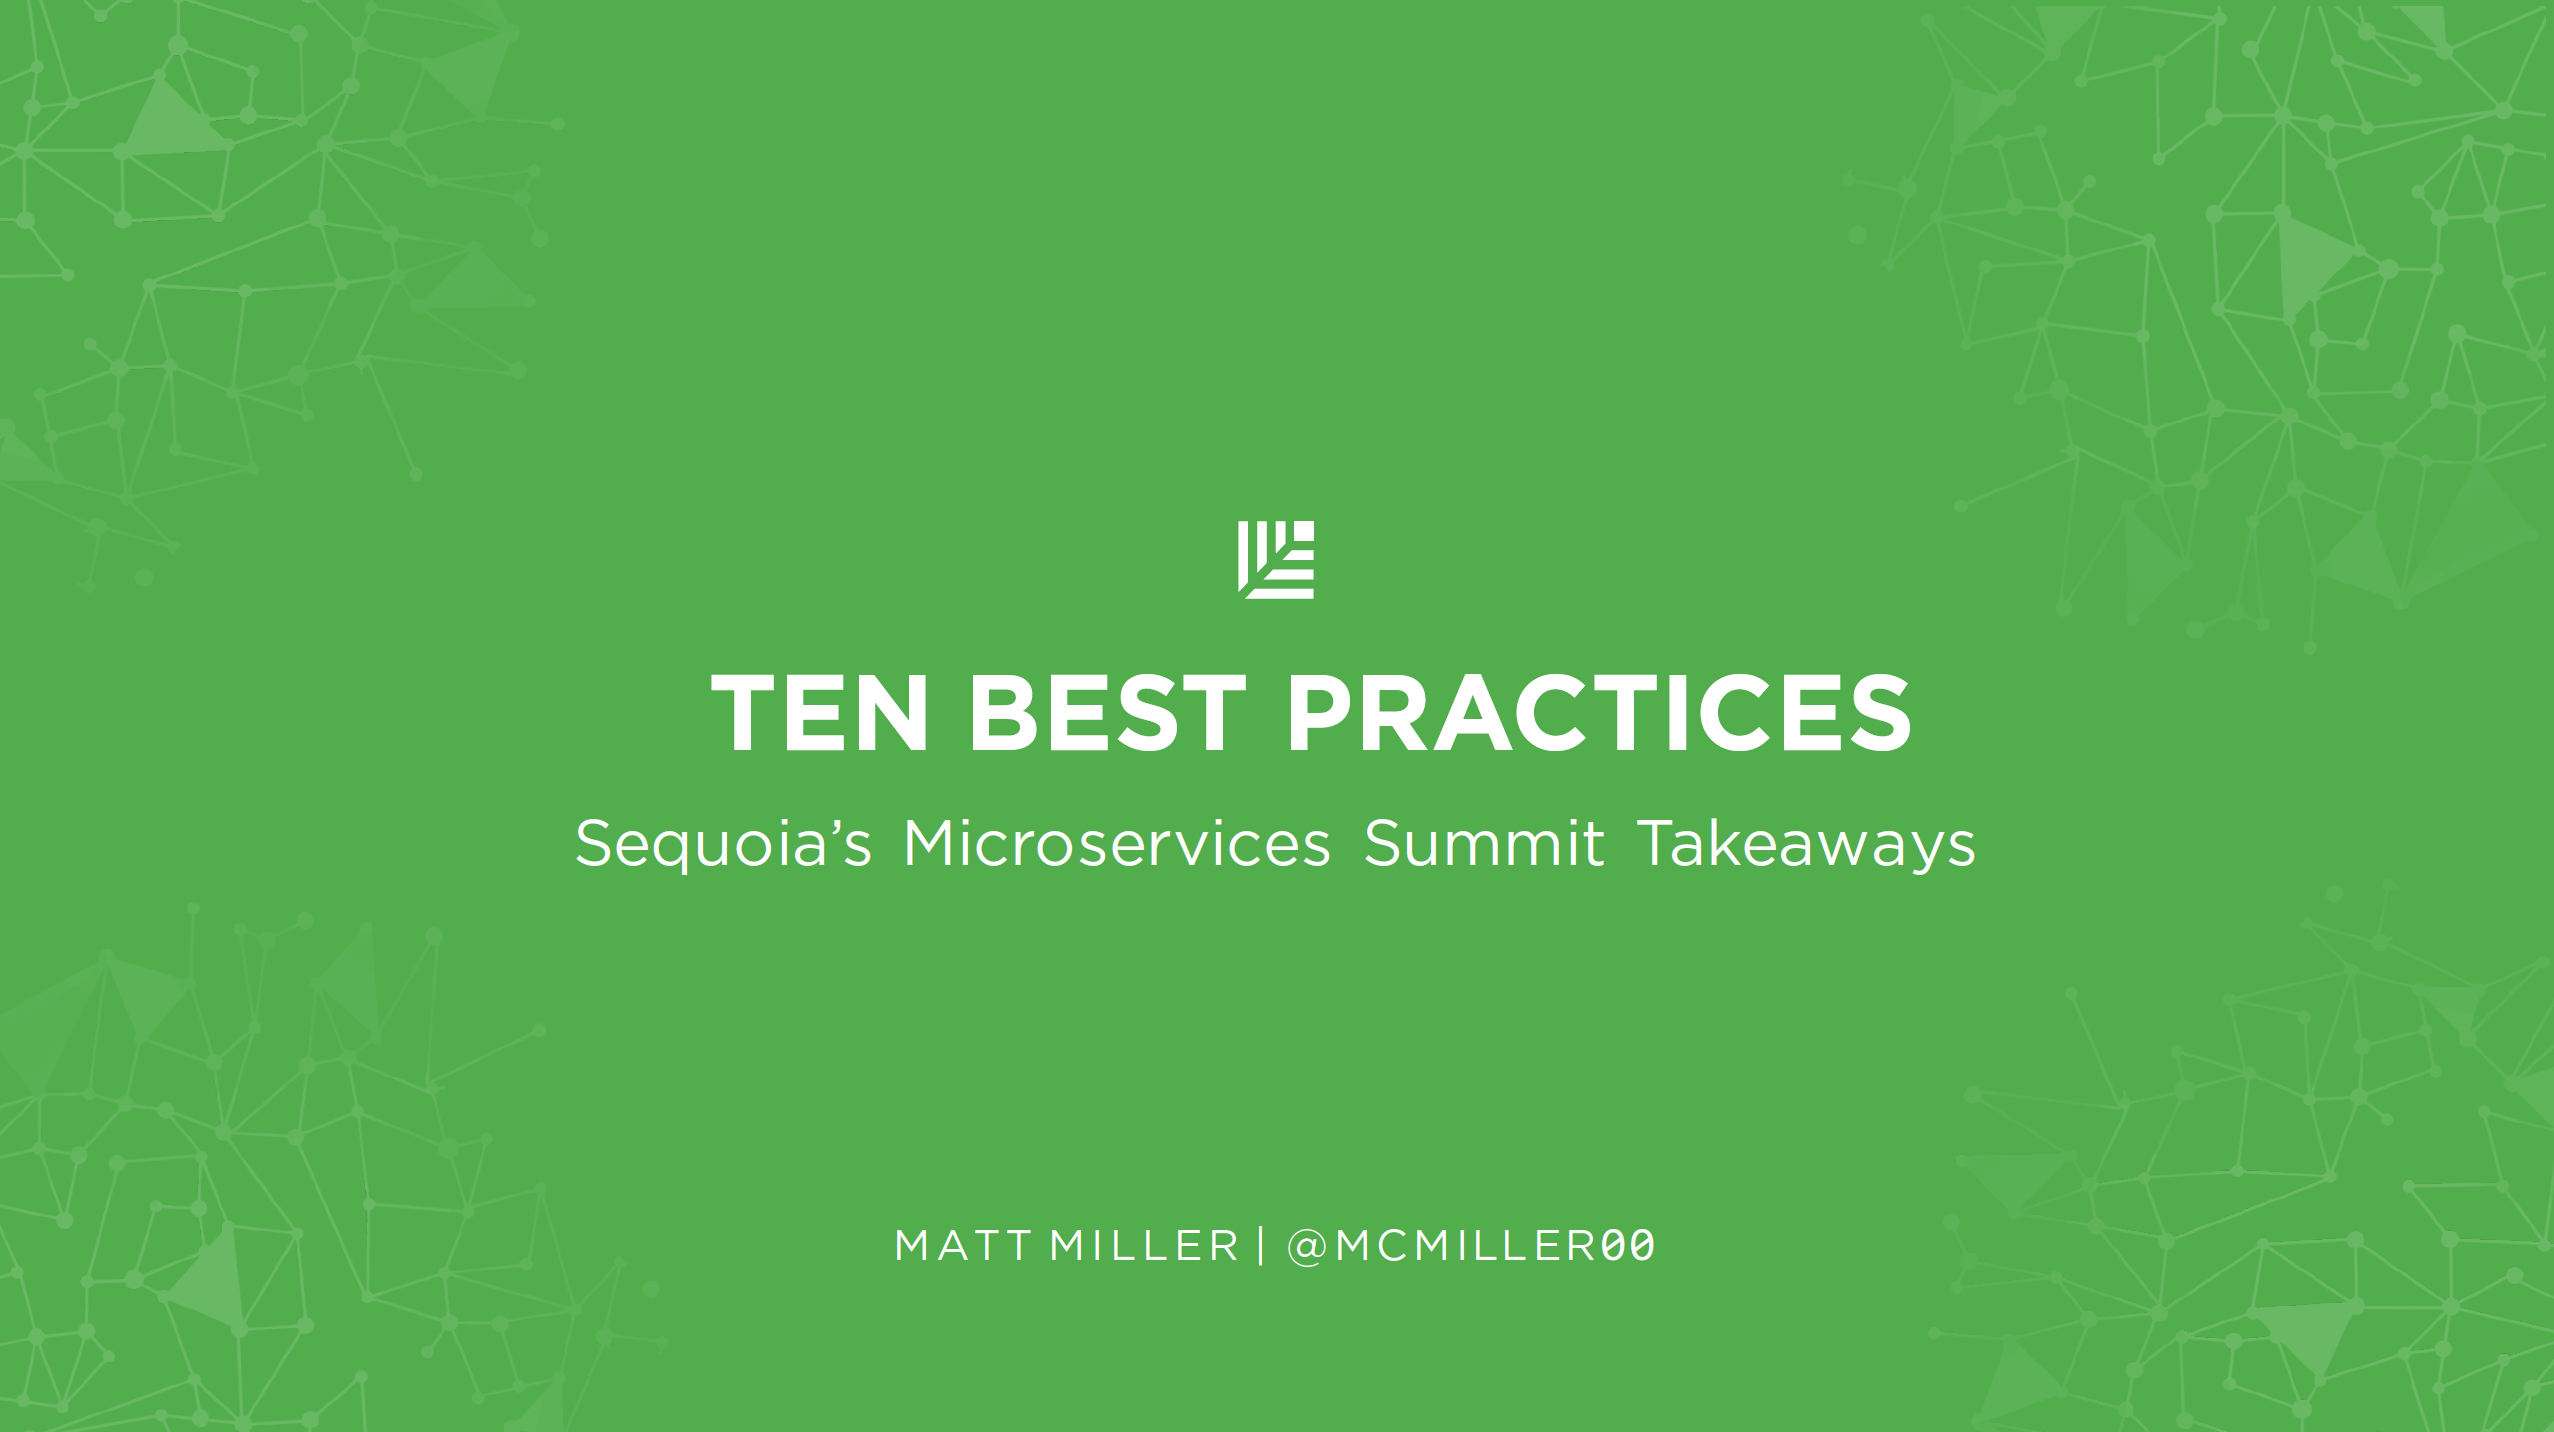 TEN BEST PRACTICES
Sequoia’s Microservices Summit Takeaways
MATT MILLER | @MCMILLER00